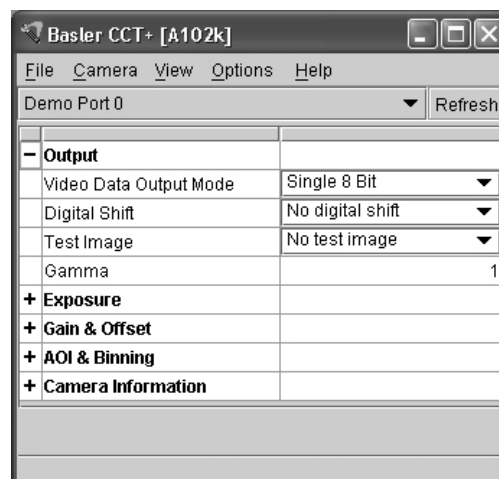 Basler CCT+ [A102k]
File Camera View Options Help
Demo Port 0 Refresh
− Output
Video Data Output Mode Single 8 Bit
Digital Shift No digital shift
Test Image No test image
Gamma 1
+ Exposure
+ Gain & Offset
+ AOI & Binning
+ Camera Information